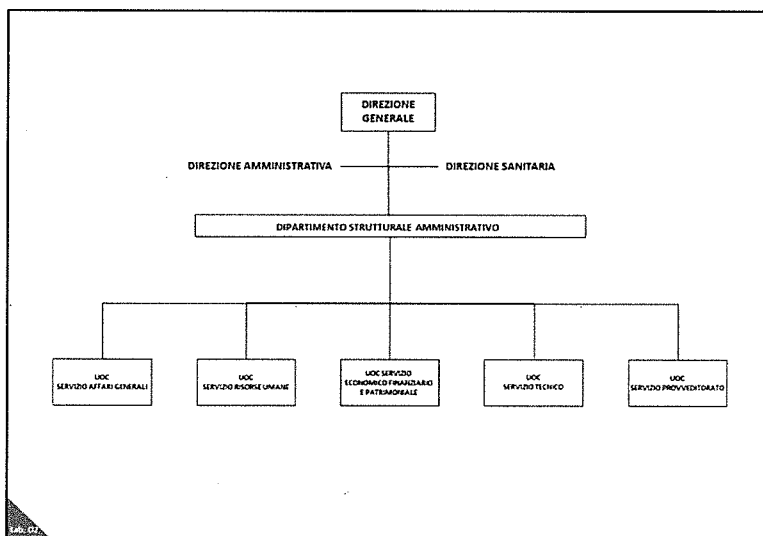 DIREZIONE
GENERALE
DIREZIONE AMMINISTRATIVA
DIREZIONE SANITARIA
DIPARTIMENTO STRUTTURALE AMMINISTRATIVO
UOC
SERVIZIO AFFARI GENERALI
UOC
SERVIZIO RISORSE UMANE
UOC SERVIZIO
ECONOMICO FINANZIARIO
E PATRIMONIALE
UOC
SERVIZIO TECNICO
UOC
SERVIZIO PROVVEDITORATO